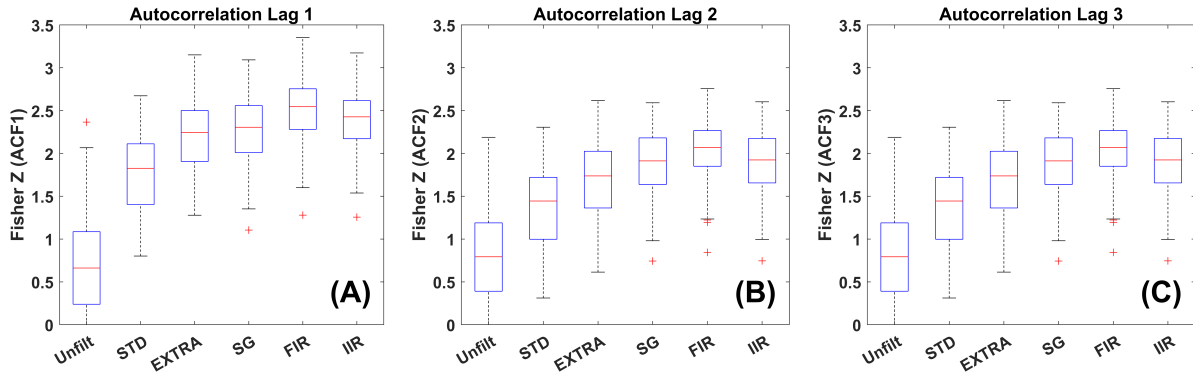 Autocorrelation Lag 1
Fisher Z (ACF1)
3.5
3
2.5
2
1.5
1
0.5
0
Unfilt STD EXTRA SG FIR IIR
(A)
Autocorrelation Lag 2
Fisher Z (ACF2)
3.5
3
2.5
2
1.5
1
0.5
0
Unfilt STD EXTRA SG FIR IIR
(B)
Autocorrelation Lag 3
Fisher Z (ACF3)
3.5
3
2.5
2
1.5
1
0.5
0
Unfilt STD EXTRA SG FIR IIR
(C)